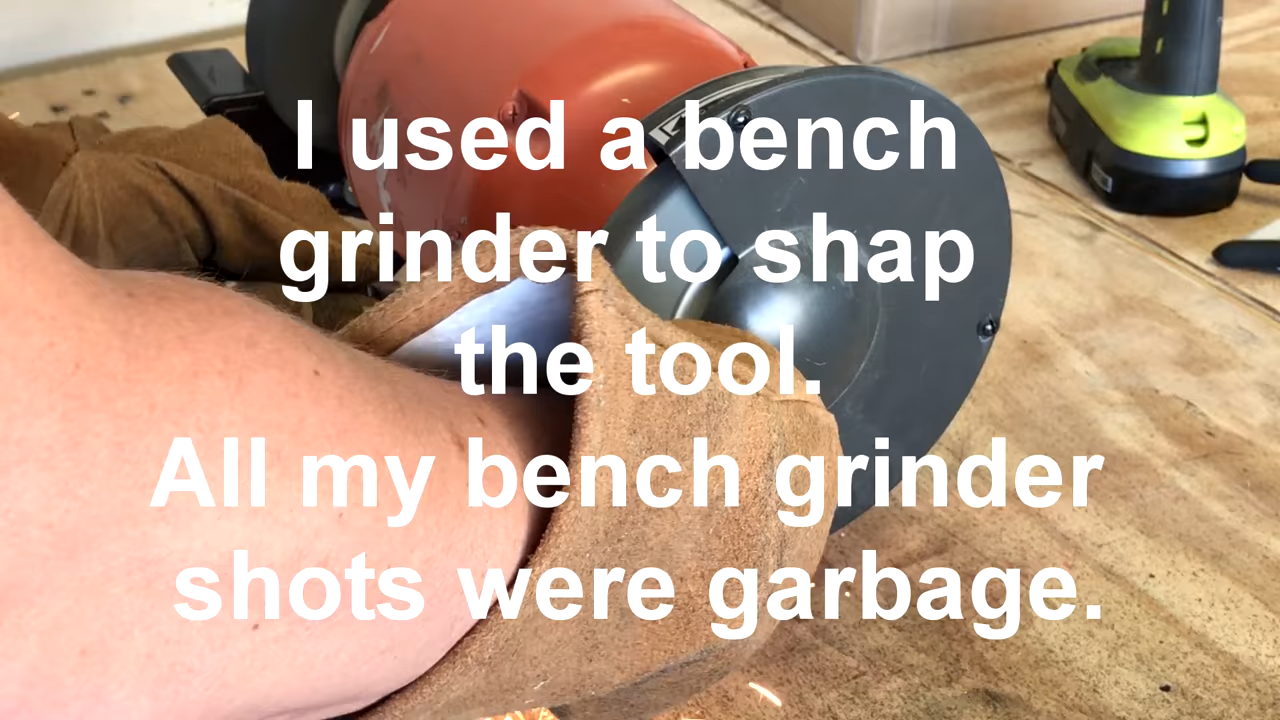 I used a bench
grinder to shap
the tool.
All my bench grinder
shots were garbage.